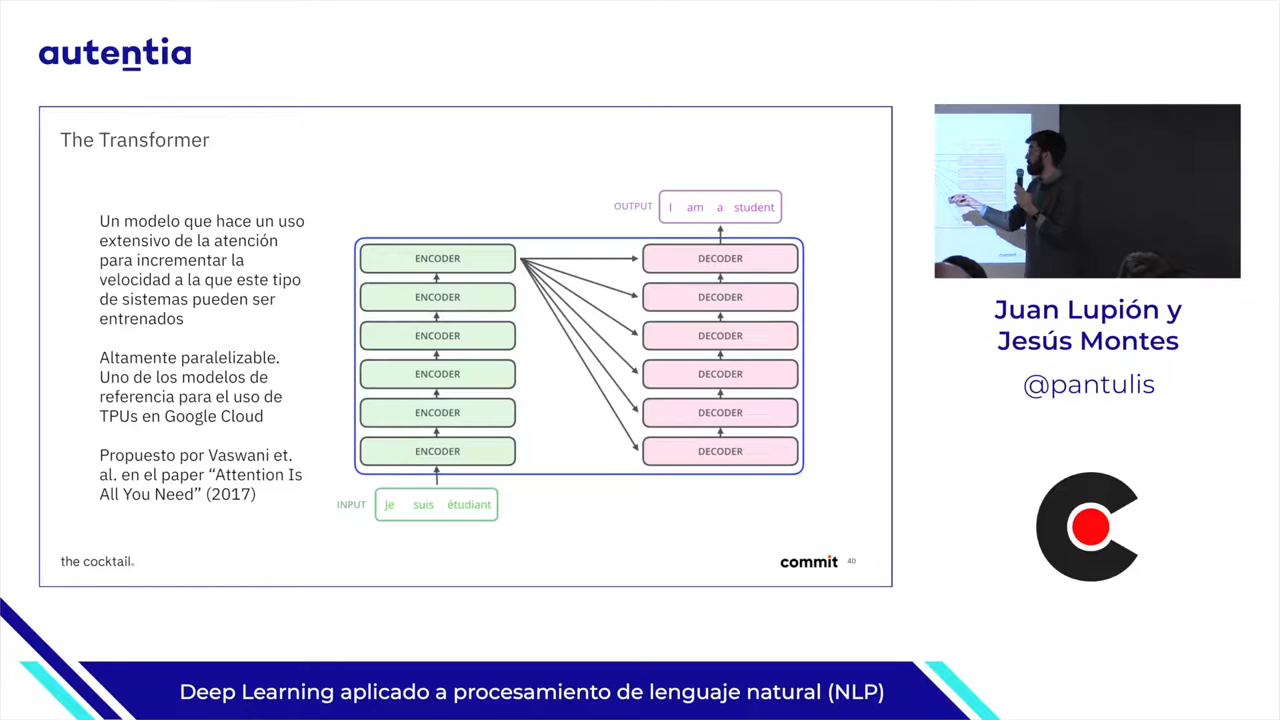 autentia
The Transformer
Un modelo que hace un uso
extensivo de la atención
para incrementar la
velocidad a la que este tipo
de sistemas pueden ser
entrenados
Altamente paralelizable.
Uno de los modelos de
referencia para el uso de
TPUs en Google Cloud
Propuesto por Vaswani et.
al. en el paper “Attention Is
All You Need” (2017)
OUTPUT I am a student
ENCODER DECODER
ENCODER DECODER
ENCODER DECODER
ENCODER DECODER
ENCODER DECODER
ENCODER DECODER
INPUT Je suis étudiant
the cocktail.
commit 40
Juan Lupión y
Jesús Montes
@pantulis
Deep Learning aplicado a procesamiento de lenguaje natural (NLP)